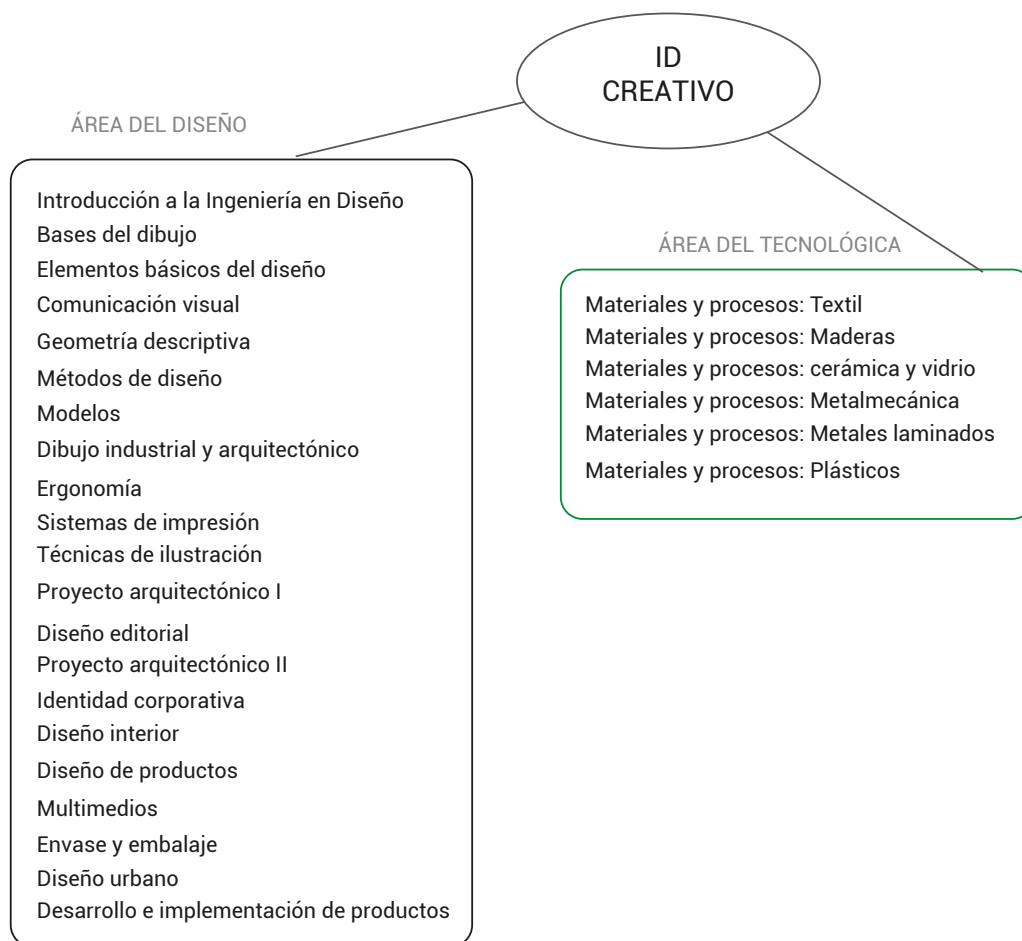 ID
CREATIVO
ÁREA DEL DISEÑO
Introducción a la Ingeniería en Diseño
Bases del dibujo
Elementos básicos del diseño
Comunicación visual
Geometría descriptiva
Métodos de diseño
Modelos
Dibujo industrial y arquitectónico
Ergonomía
Sistemas de impresión
Técnicas de ilustración
Proyecto arquitectónico I
Diseño editorial
Proyecto arquitectónico II
Identidad corporativa
Diseño interior
Diseño de productos
Multimedios
Envase y embalaje
Diseño urbano
Desarrollo e implementación de productos
ÁREA DEL TECNOLÓGICA
Materiales y procesos: Textil
Materiales y procesos: Maderas
Materiales y procesos: cerámica y vidrio
Materiales y procesos: Metalmecánica
Materiales y procesos: Metales laminados
Materiales y procesos: Plásticos